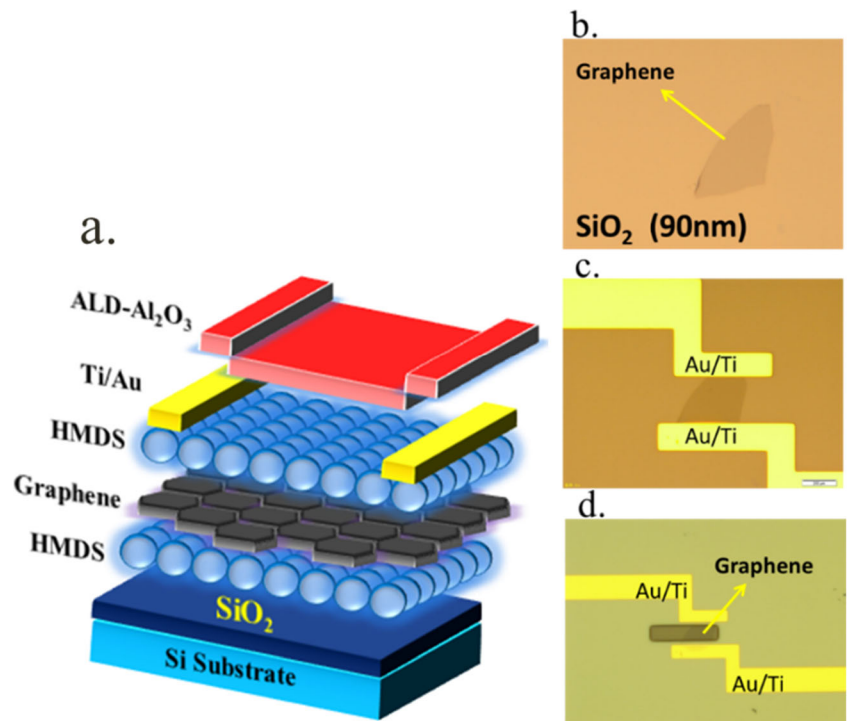 a.
ALD-Al₂O₃
Ti/Au
HMDS
Graphene
HMDS
SiO₂
Si Substrate
b.
Graphene
SiO₂ (90nm)
c.
Au/Ti
Au/Ti
d.
Graphene
Au/Ti
Au/Ti